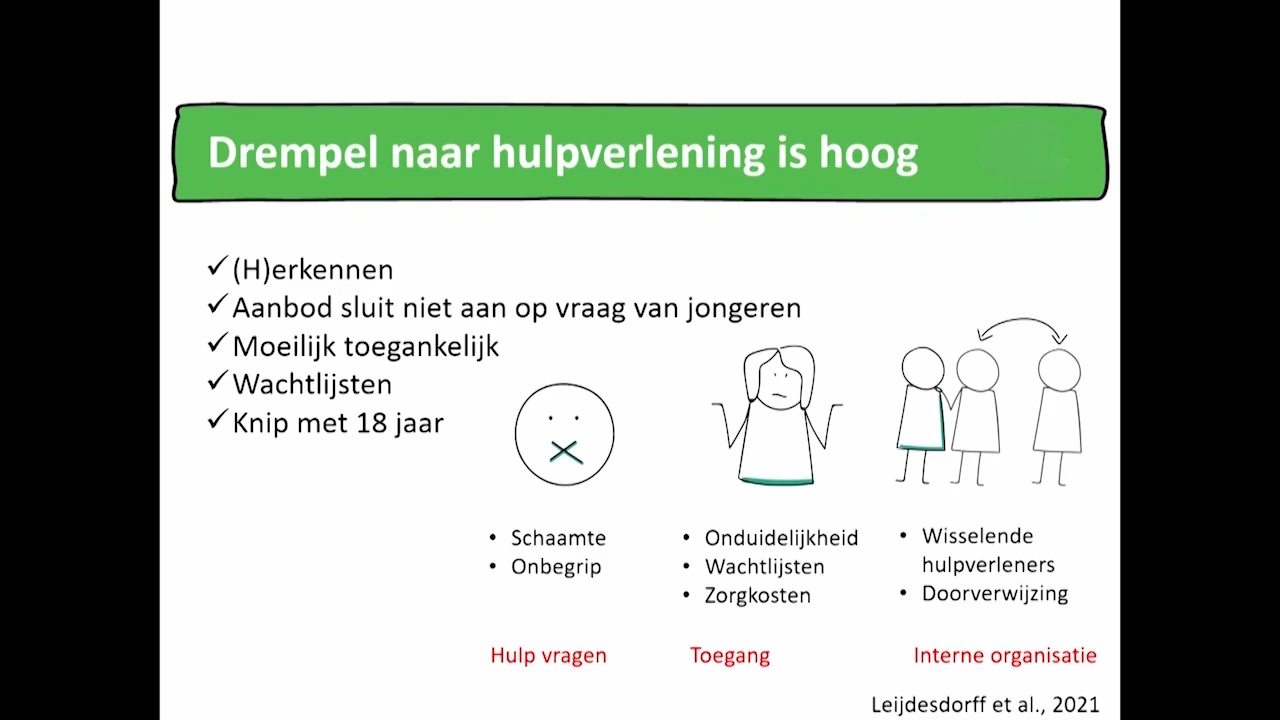 Drempel naar hulpverlening is hoog
(H)erkennen
Aanbod sluit niet aan op vraag van jongeren
Moeilijk toegankelijk
Wachtlijsten
Knip met 18 jaar
Schaamte
Onbegrip
Hulp vragen
Onduidelijkheid
Wachtlijsten
Zorgkosten
Toegang
Wisselende
hulpverleners
Doorverwijzing
Interne organisatie
Leijdesdorff et al., 2021